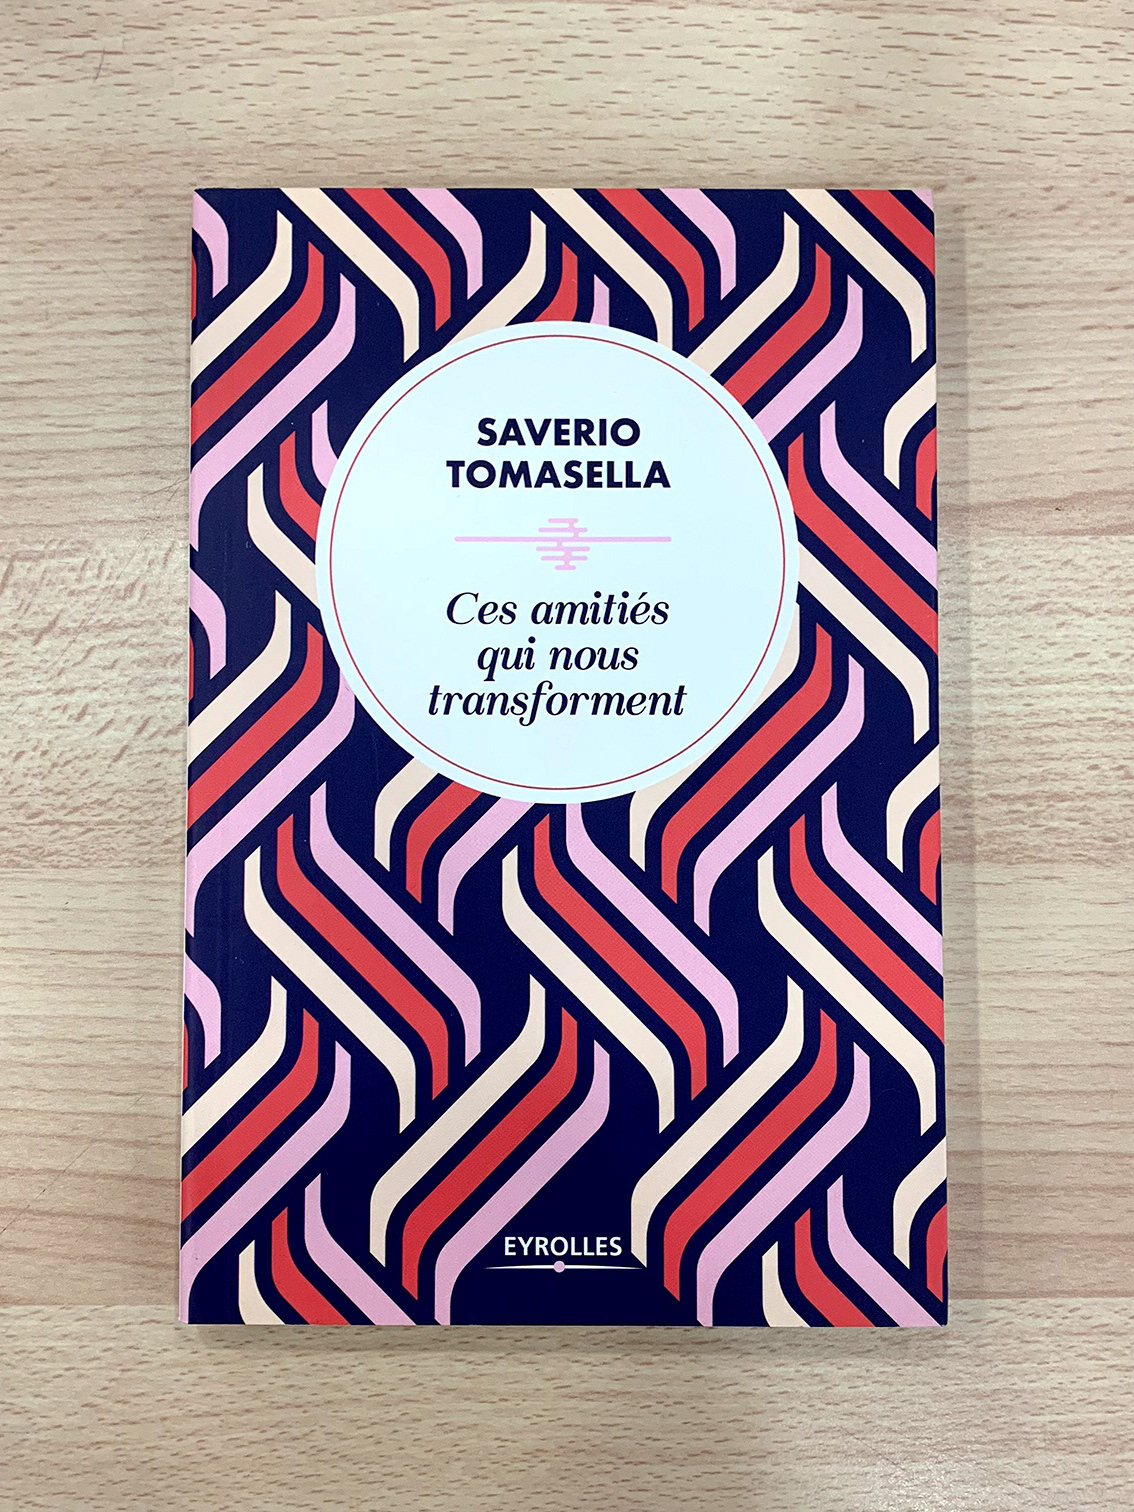 SAVERIO
TOMASELLA
Ces amitiés
qui nous
transforment
EYROLLES